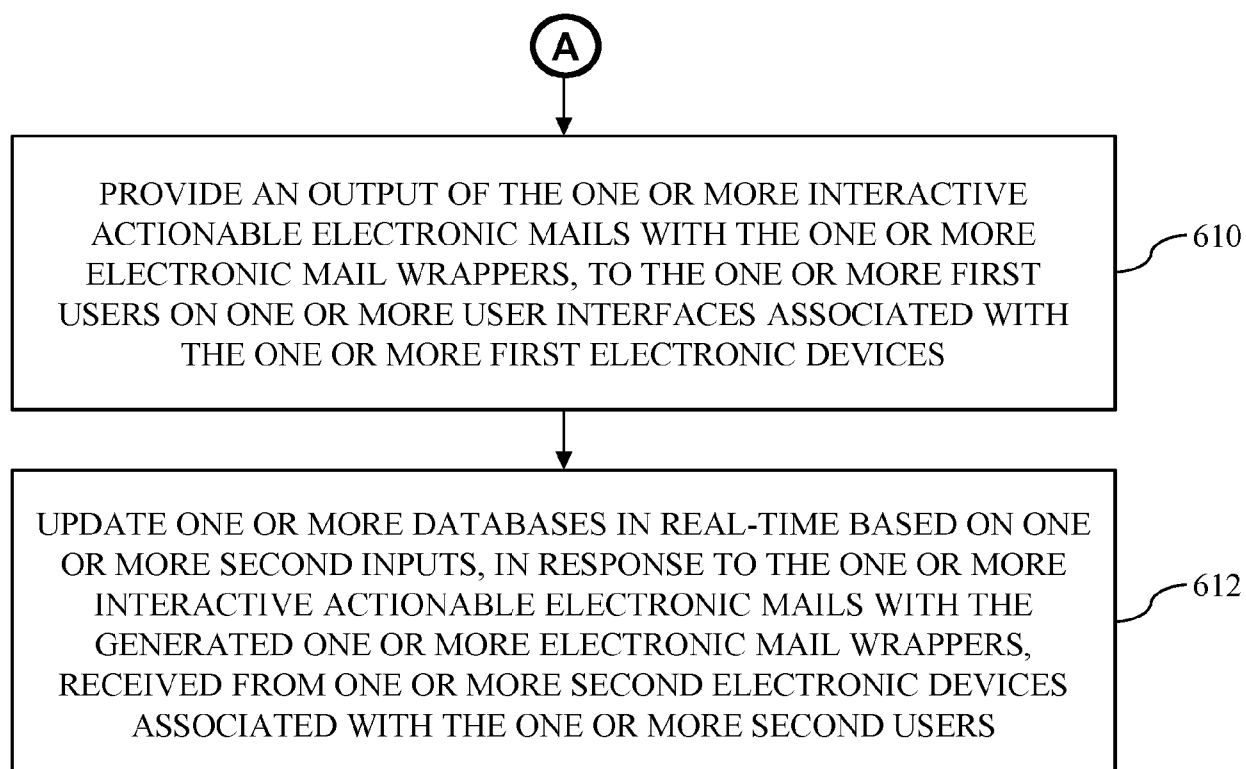 A
PROVIDE AN OUTPUT OF THE ONE OR MORE INTERACTIVE
ACTIONABLE ELECTRONIC MAILS WITH THE ONE OR MORE
ELECTRONIC MAIL WRAPPERS, TO THE ONE OR MORE FIRST
USERS ON ONE OR MORE USER INTERFACES ASSOCIATED WITH
THE ONE OR MORE FIRST ELECTRONIC DEVICES
610
UPDATE ONE OR MORE DATABASES IN REAL-TIME BASED ON ONE
OR MORE SECOND INPUTS, IN RESPONSE TO THE ONE OR MORE
INTERACTIVE ACTIONABLE ELECTRONIC MAILS WITH THE
GENERATED ONE OR MORE ELECTRONIC MAIL WRAPPERS,
RECEIVED FROM ONE OR MORE SECOND ELECTRONIC DEVICES
ASSOCIATED WITH THE ONE OR MORE SECOND USERS
612